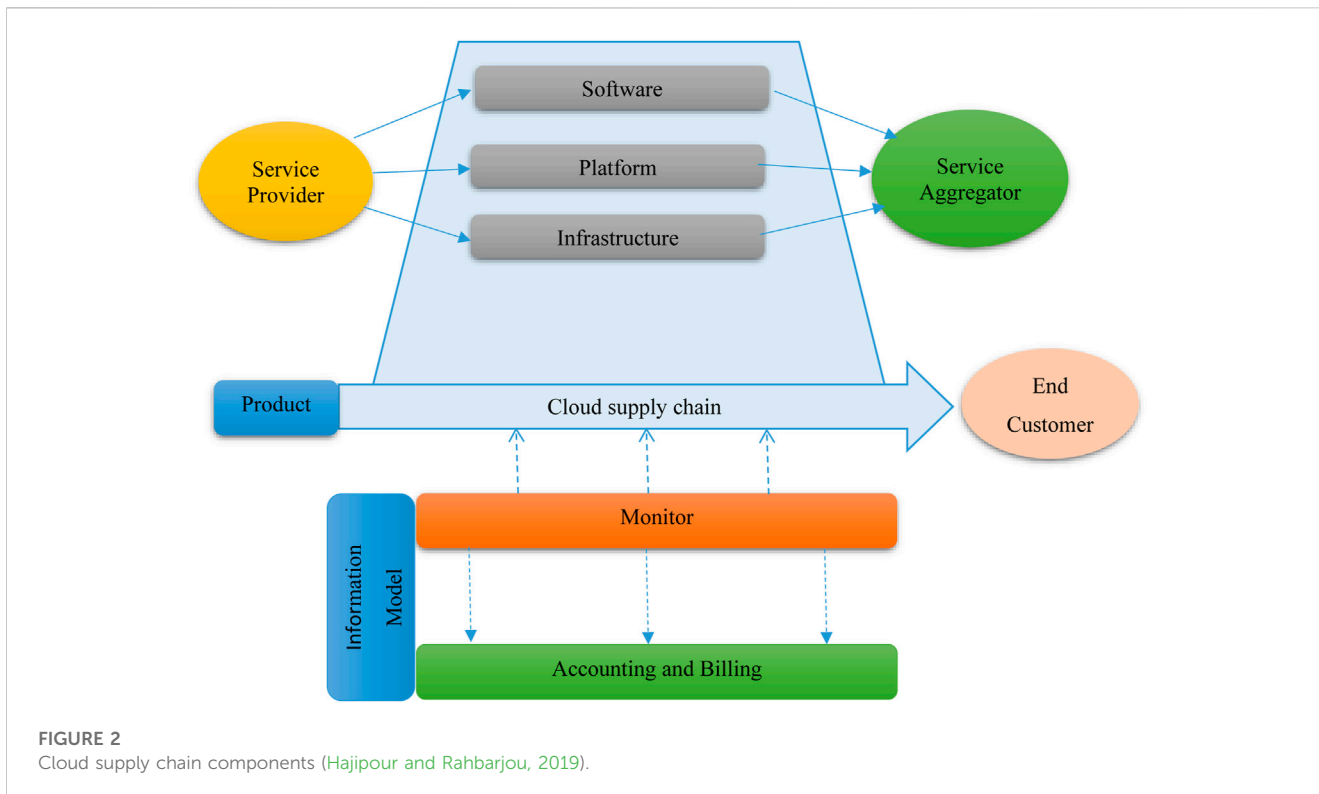 Software
Service
Provider
Platform
Service
Aggregator
Infrastructure
Product
Cloud supply chain
End
Customer
Information
Model
Monitor
Accounting and Billing
FIGURE 2
Cloud supply chain components (Hajipour and Rahbarjou, 2019).